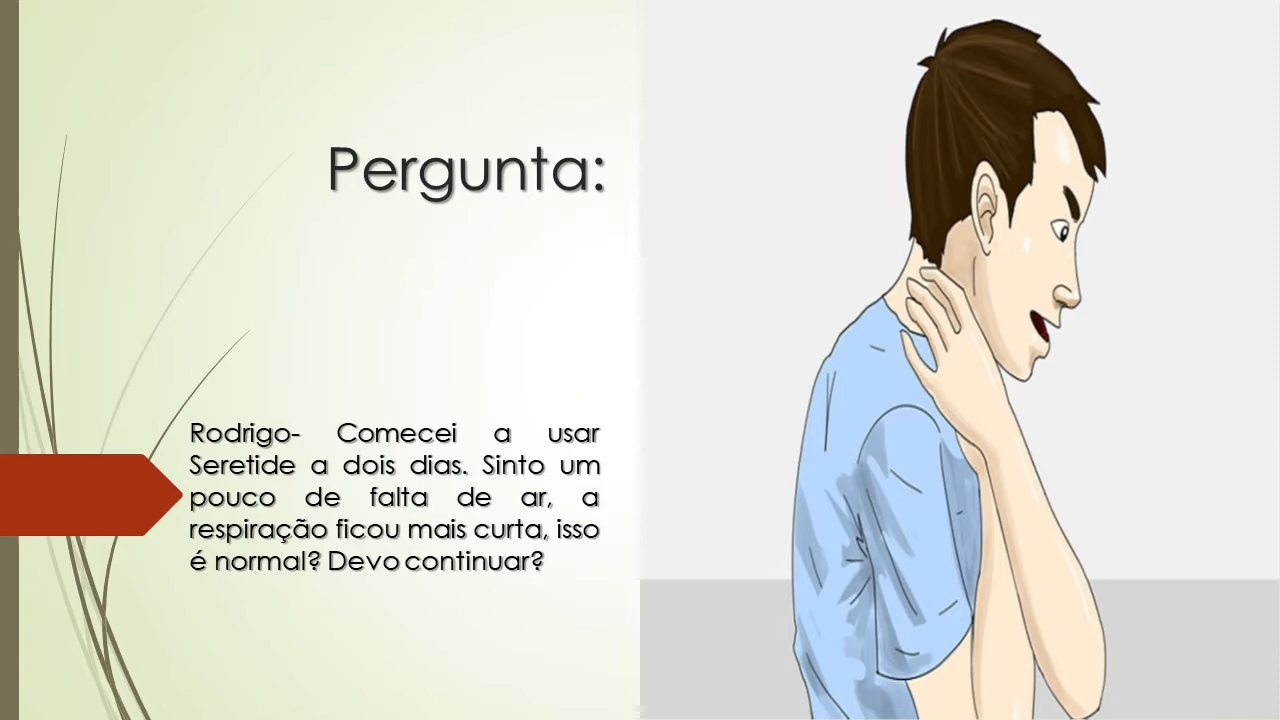 Pergunta:
Rodrigo- Comecei a usar
Seretide a dois dias. Sinto um
pouco de falta de ar, a
respiração ficou mais curta, isso
é normal? Devo continuar?